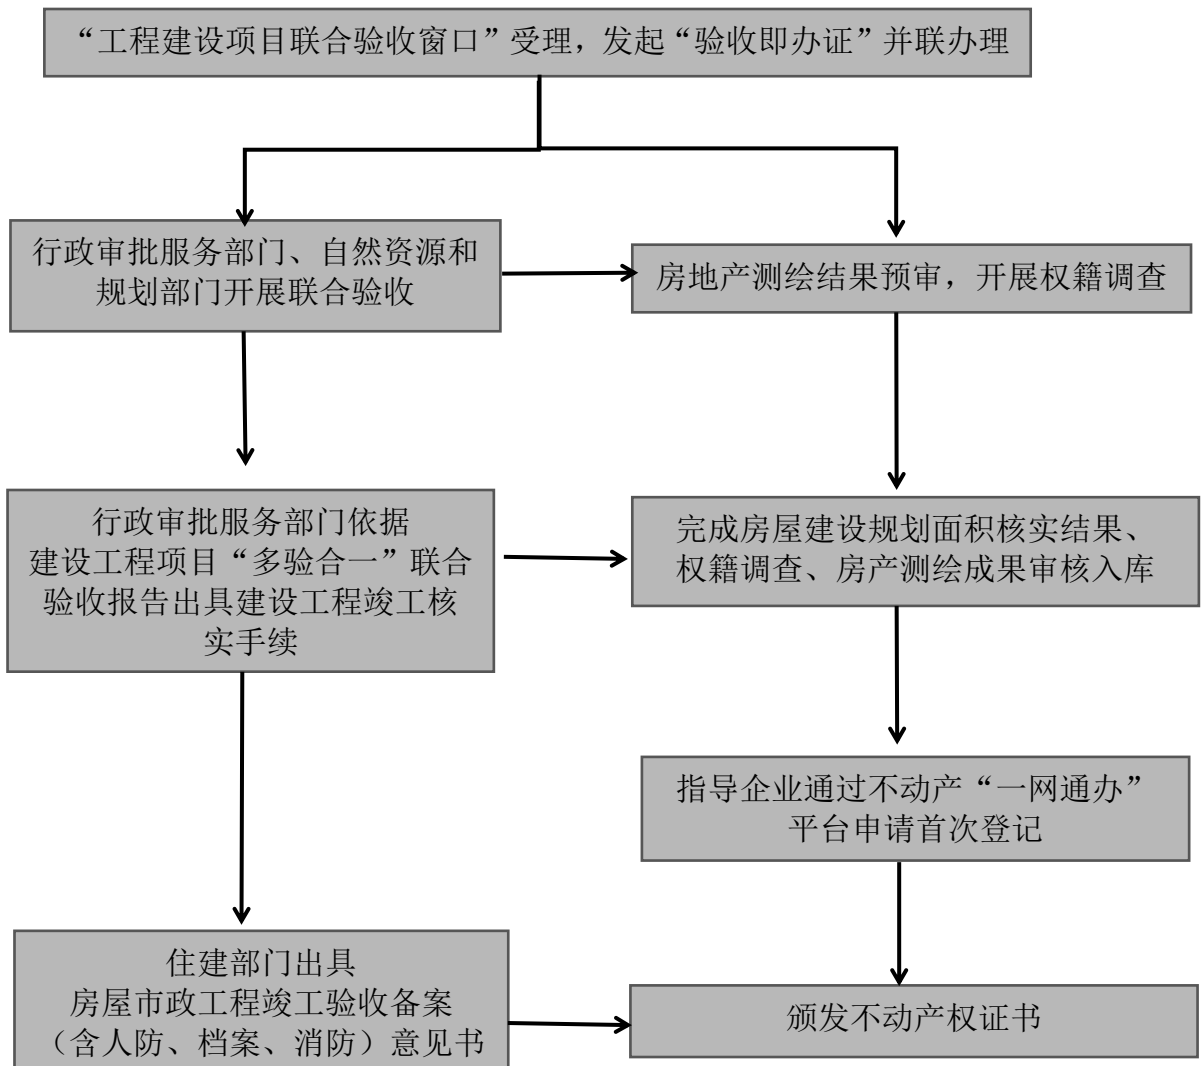 “工程建设项目联合验收窗口”受理，发起“验收即办证”并联办理
行政审批服务部门、自然资源和
规划部门开展联合验收
房地产测绘结果预审，开展权籍调查
行政审批服务部门依据
建设工程项目“多验合一”联合
验收报告出具建设工程竣工核
实手续
完成房屋建设规划面积核实结果、
权籍调查、房产测绘成果审核入库
指导企业通过不动产“一网通办”
平台申请首次登记
住建部门出具
房屋市政工程竣工验收备案
（含人防、档案、消防）意见书
颁发不动产权证书